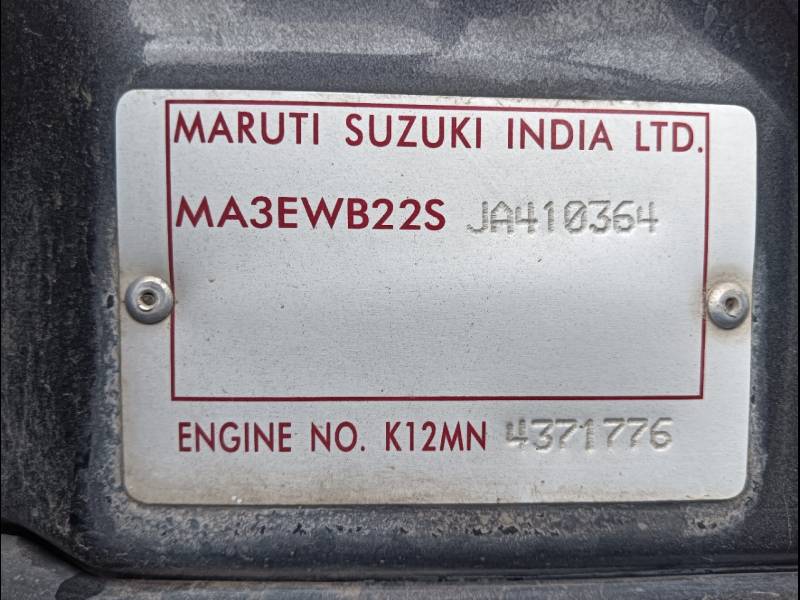 MARUTI SUZUKI INDIA LTD.
MA3EWB22S JA410364
ENGINE NO. K12MN 4371776